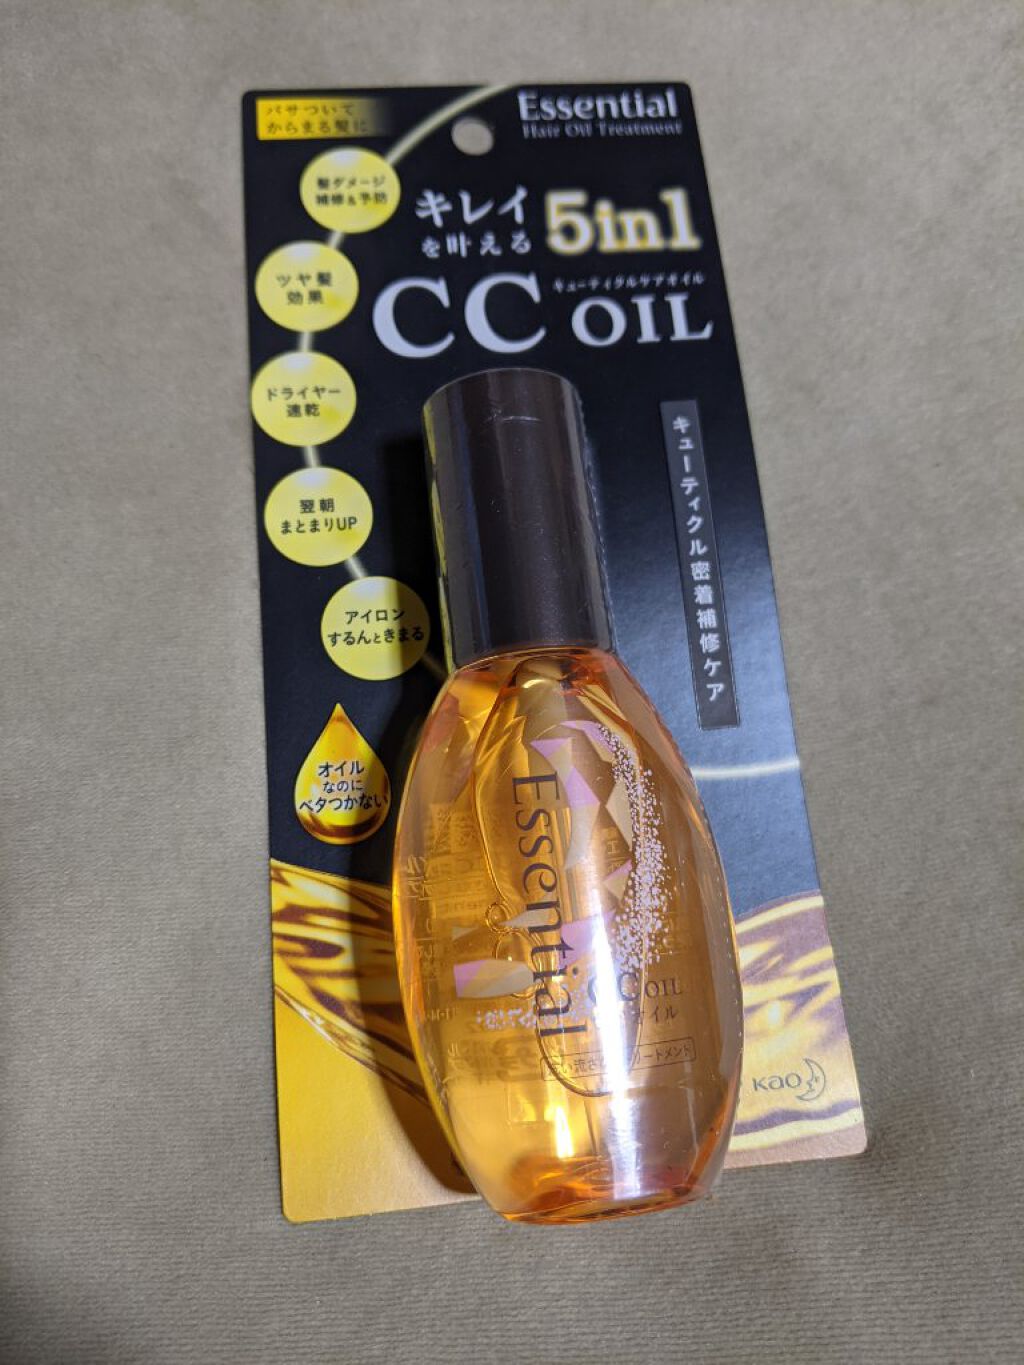 パサついて
からまる髪に
Essential
Hair Oil Treatment
髪ダメージ
補修&予防
キレイ
を叶える
5in1
ツヤ髪
効果
キューティクルケアオイル
CC OIL
ドライヤー
速乾
キューティクル密着補修ケア
翌朝
まとまりUP
アイロン
するんときまる
オイル
なのに
ベタつかない
Essential
CC OIL
オイル
kao